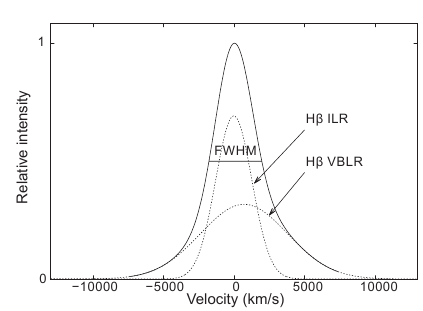 1
Hβ ILR
FWHM
Hβ VBLR
Relative intensity
0
−10000 −5000 0 5000 10000
Velocity (km/s)